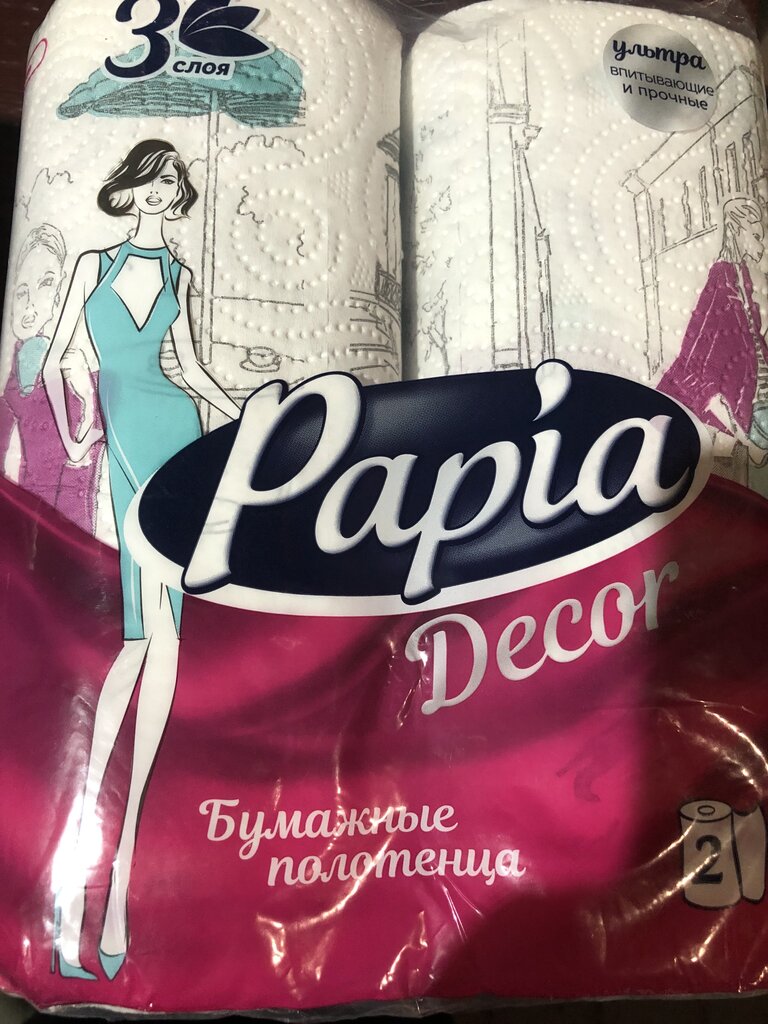 3
слоя
ультра
впитывающие
и прочные
Papia
Decor
Бумажные
полотенца
2